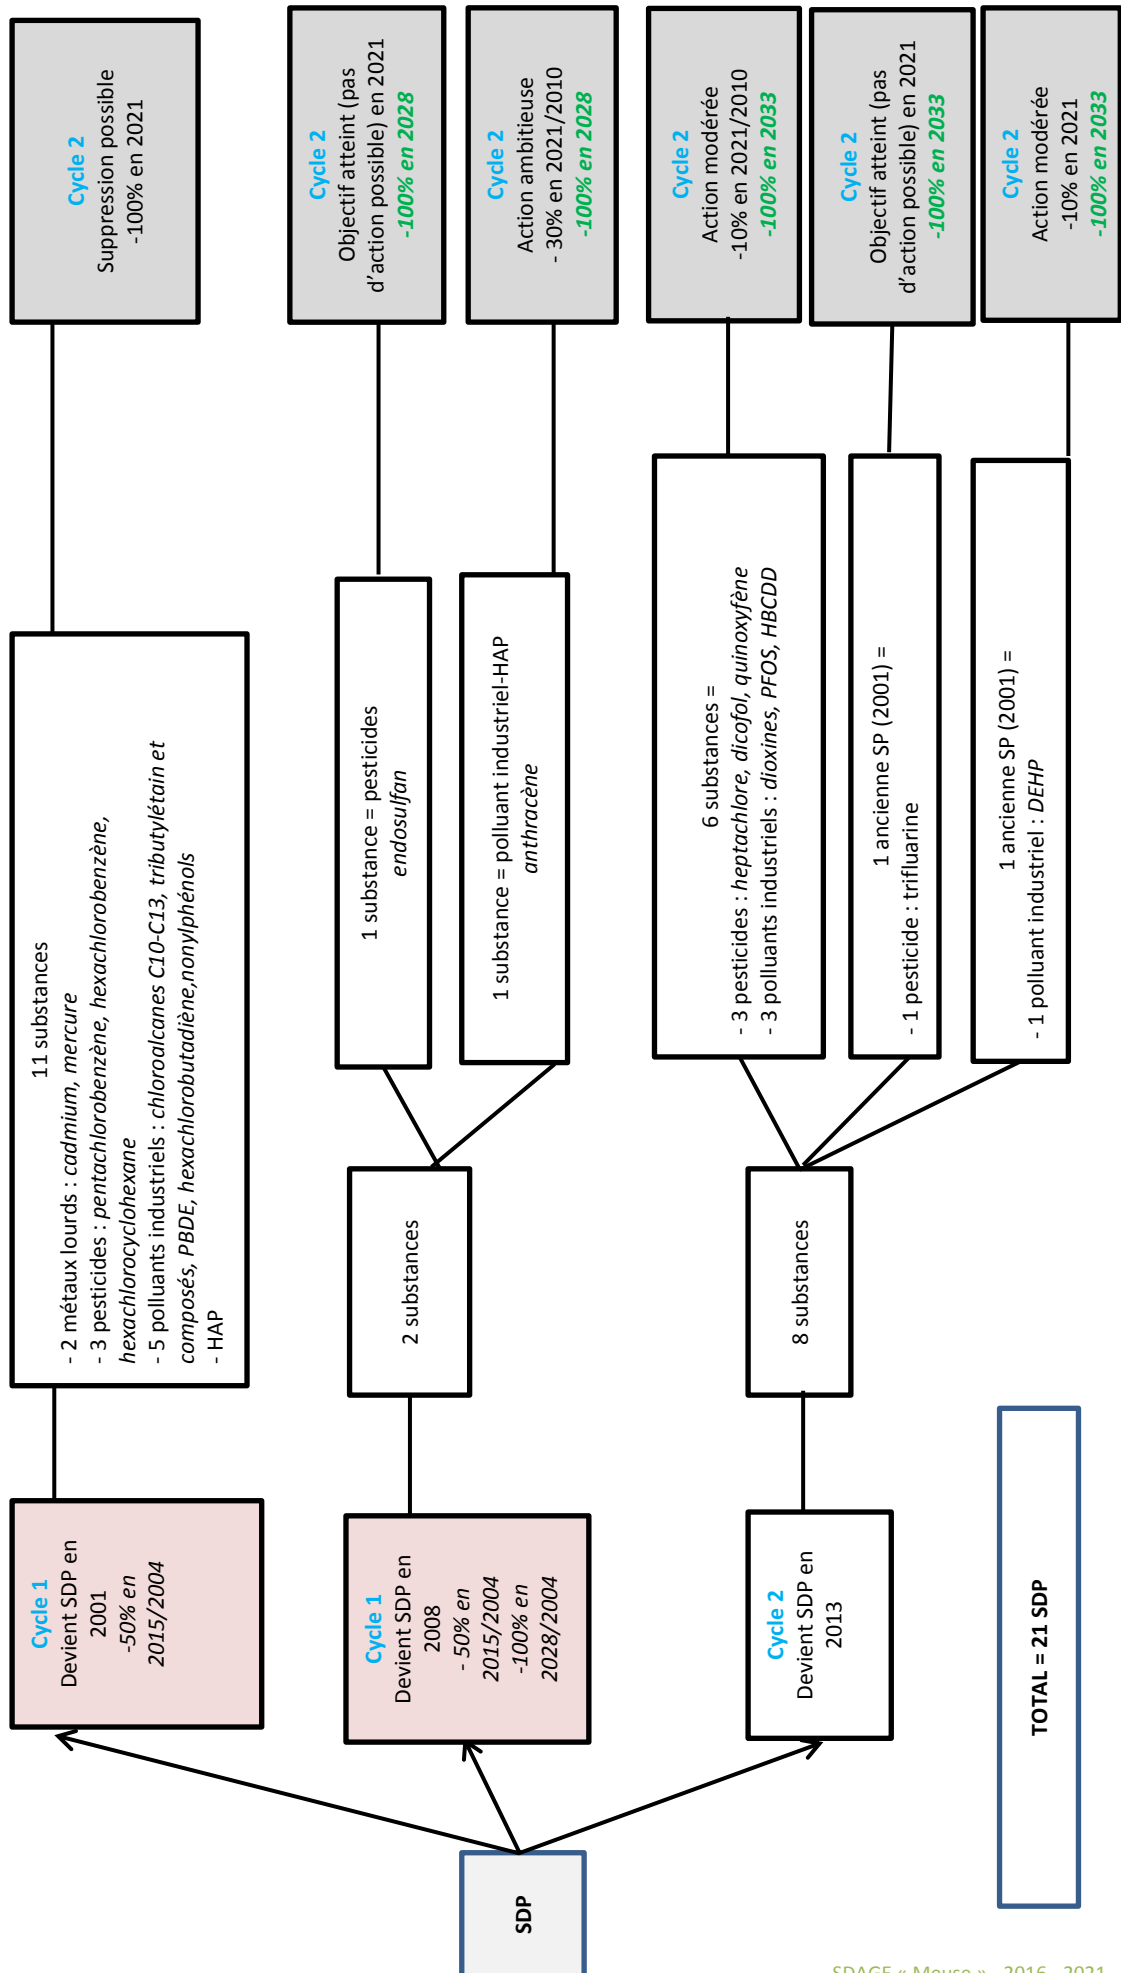 SDP
Cycle 1
Devient SDP en
2001
-50% en
2015/2004
11 substances
- 2 métaux lourds : cadmium, mercure
- 3 pesticides : pentachlorobenzène, hexachlorobenzène,
hexachlorocyclohexane
- 5 polluants industriels : chloroalcanes C10-C13, tributylétain et
composés, PBDE, hexachlorobutadiène,nonylphénols
- HAP
Cycle 2
Suppression possible
-100% en 2021
Cycle 1
Devient SDP en
2008
- 50% en
2015/2004
-100% en
2028/2004
2 substances
1 substance = pesticides
endosulfan
Cycle 2
Objectif atteint (pas
d'action possible) en 2021
-100% en 2028
1 substance = polluant industriel-HAP
anthracène
Cycle 2
Action ambitieuse
- 30% en 2021/2010
-100% en 2028
Cycle 2
Devient SDP en
2013
8 substances
6 substances =
- 3 pesticides : heptachlore, dicofol, quinoxyfène
- 3 polluants industriels : dioxines, PFOS, HBCDD
Cycle 2
Action modérée
-10% en 2021/2010
-100% en 2033
1 ancienne SP (2001) =
- 1 pesticide : trifluarine
Cycle 2
Objectif atteint (pas
d'action possible) en 2021
-100% en 2033
1 ancienne SP (2001) =
- 1 polluant industriel : DEHP
Cycle 2
Action modérée
-10% en 2021
-100% en 2033
TOTAL = 21 SDP